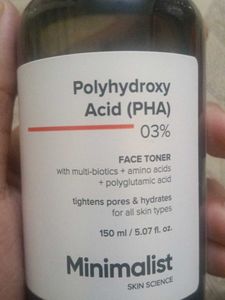 Polyhydroxy
Acid (PHA)
03%
FACE TONER
with multi-biotics + amino acids
+ polyglutamic acid
tightens pores & hydrates
for all skin types
150 ml / 5.07 fl. oz.
Minimalist
SKIN SCIENCE